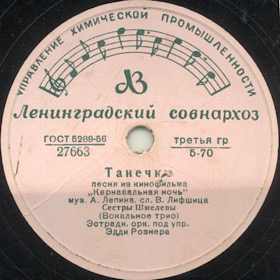 УПРАВЛЕНИЕ ХИМИЧЕСКОЙ ПРОМЫШЛЕННОСТИ
ЛЗ
Ленинградский совнархоз
ГОСТ 5289-56
27663
третья гр
5-70
Танечка
песня из кинофильма
„Карнавальная ночь"
муз. А. Лепина, сл. В. Лифшица
Сестры Шмелевы
(Вокальное трио)
Эстрадн. орк. под упр.
Эдди Рознера